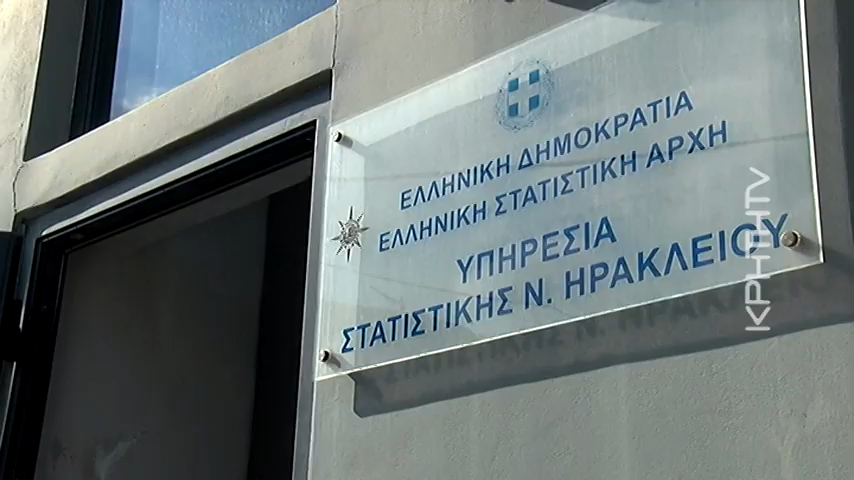 ΕΛΛΗΝΙΚΗ ΔΗΜΟΚΡΑΤΙΑ
ΕΛΛΗΝΙΚΗ ΣΤΑΤΙΣΤΙΚΗ ΑΡΧΗ
ΥΠΗΡΕΣΙΑ
ΣΤΑΤΙΣΤΙΚΗΣ Ν. ΗΡΑΚΛΕΙΟΥ
ΚΡΗΤΗTV